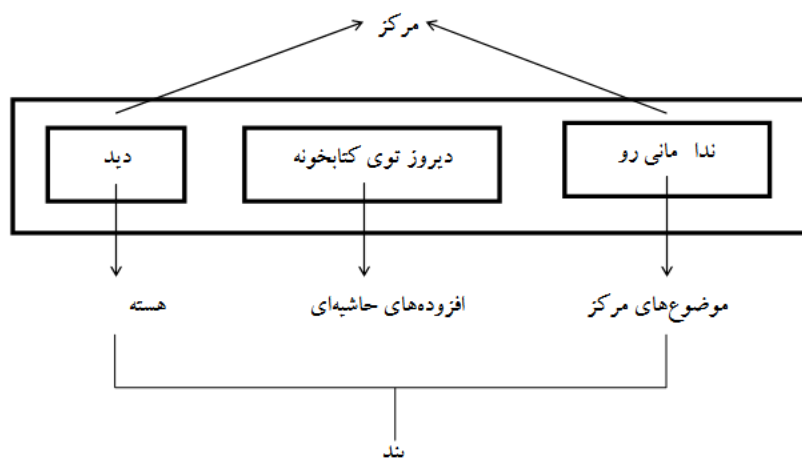 مرکز
ندا مانی رو دیروز توی کتابخونه دید
موضوع‌های مرکز افزوده‌های حاشیه‌ای هسته
بند